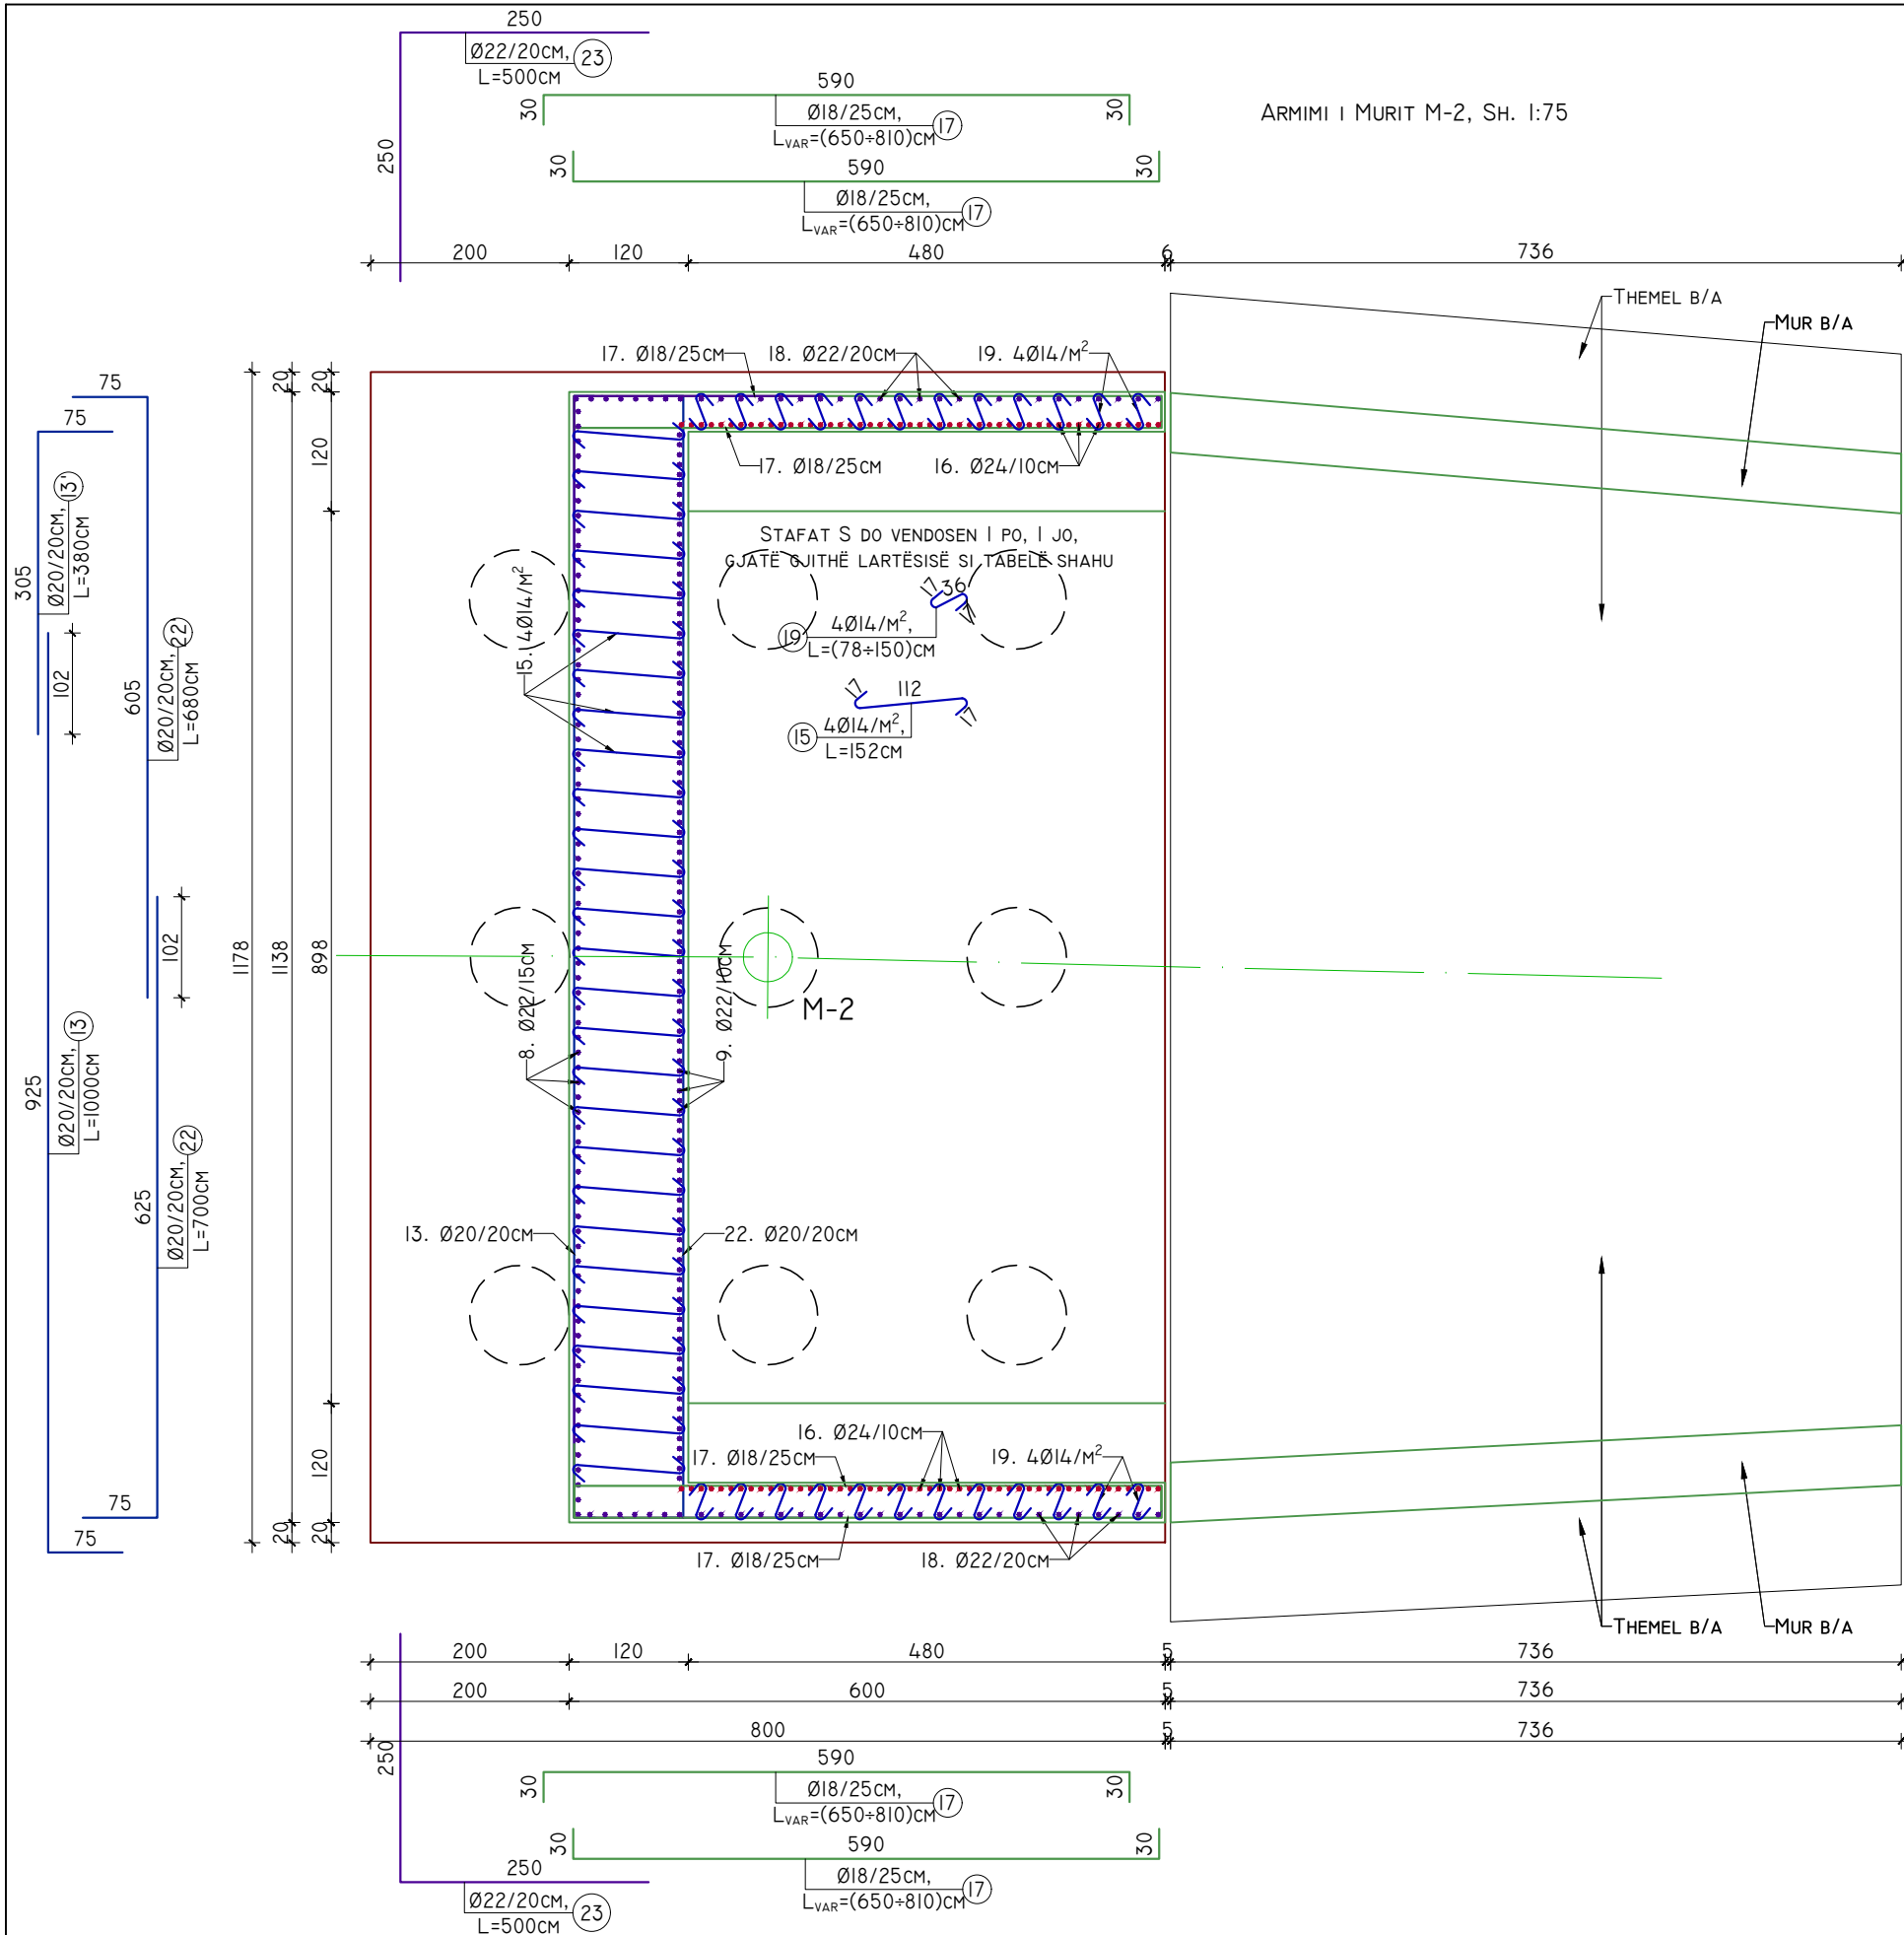 250
Ø22/20CM, 23
L=500CM
250
590
30
30
Ø18/25CM, 17
LVAR=(650÷810)CM
30
590
30
Ø18/25CM, 17
LVAR=(650÷810)CM
ARMIMI I MURIT M-2, SH. 1:75
200
120
480
6
736
THEMEL B/A
MUR B/A
17. Ø18/25CM
18. Ø22/20CM
19. 4Ø14/M²
17. Ø18/25CM
16. Ø24/10CM
STAFAT S DO VENDOSEN 1 PO, 1 JO,
GJATË GJITHË LARTËSISË SI TABELË SHAHU
17
36
17
19
4Ø14/M²,
L=(78÷150)CM
17
112
17
15
4Ø14/M²,
L=152CM
15. 4Ø14/M²
75
75
305
Ø20/20CM, 13'
L=380CM
102
605
Ø20/20CM, 22
L=680CM
102
925
Ø20/20CM, 13
L=1000CM
625
Ø20/20CM, 22
L=700CM
75
75
1178
20
1138
20
20
120
898
120
20
8. Ø22/15CM
9. Ø22/10CM
M-2
13. Ø20/20CM
22. Ø20/20CM
16. Ø24/10CM
17. Ø18/25CM
19. 4Ø14/M²
17. Ø18/25CM
18. Ø22/20CM
THEMEL B/A
MUR B/A
200
120
480
5
736
200
600
5
736
800
5
736
250
590
30
30
Ø18/25CM, 17
LVAR=(650÷810)CM
30
590
30
Ø18/25CM, 17
LVAR=(650÷810)CM
250
Ø22/20CM, 23
L=500CM